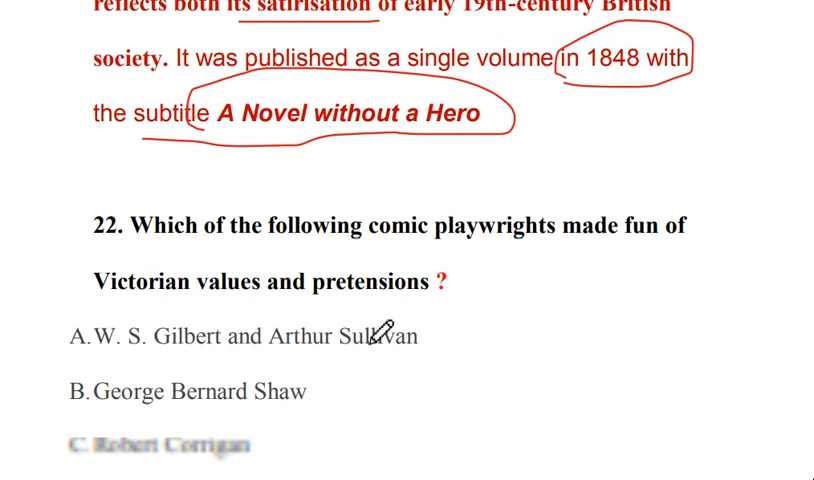 reflects both its satirisation of early 19th-century British
society. It was published as a single volume in 1848 with
the subtitle A Novel without a Hero
22. Which of the following comic playwrights made fun of
Victorian values and pretensions ?
A. W. S. Gilbert and Arthur Sullivan
B. George Bernard Shaw
C. Robert Corrigan